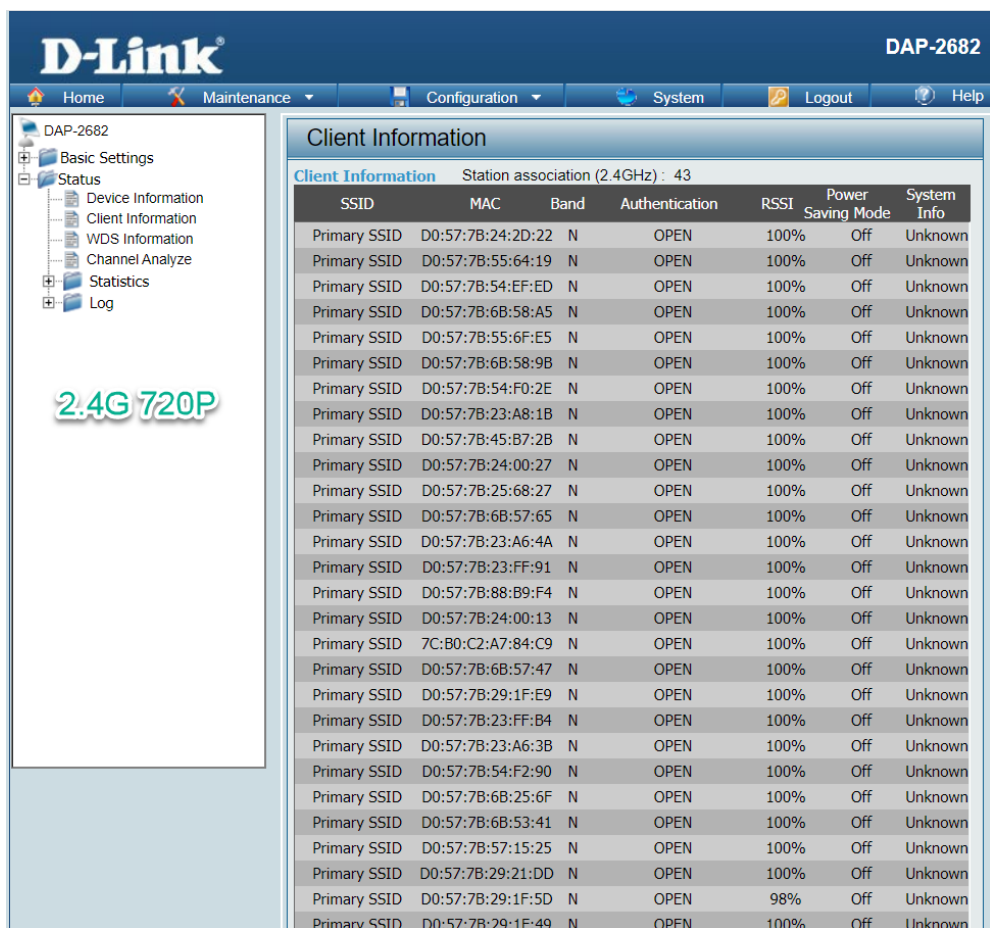 D-Link®
DAP-2682
Home Maintenance Configuration System Logout Help
DAP-2682
Basic Settings
Status
Device Information
Client Information
WDS Information
Channel Analyze
Statistics
Log
2.4G 720P
Client Information
Client Information Station association (2.4GHz) : 43
SSID MAC Band Authentication RSSI Power Saving Mode System Info
Primary SSID D0:57:7B:24:2D:22 N OPEN 100% Off Unknown
Primary SSID D0:57:7B:55:64:19 N OPEN 100% Off Unknown
Primary SSID D0:57:7B:54:EF:ED N OPEN 100% Off Unknown
Primary SSID D0:57:7B:6B:58:A5 N OPEN 100% Off Unknown
Primary SSID D0:57:7B:55:6F:E5 N OPEN 100% Off Unknown
Primary SSID D0:57:7B:6B:58:9B N OPEN 100% Off Unknown
Primary SSID D0:57:7B:54:F0:2E N OPEN 100% Off Unknown
Primary SSID D0:57:7B:23:A8:1B N OPEN 100% Off Unknown
Primary SSID D0:57:7B:45:B7:2B N OPEN 100% Off Unknown
Primary SSID D0:57:7B:24:00:27 N OPEN 100% Off Unknown
Primary SSID D0:57:7B:25:68:27 N OPEN 100% Off Unknown
Primary SSID D0:57:7B:6B:57:65 N OPEN 100% Off Unknown
Primary SSID D0:57:7B:23:A6:4A N OPEN 100% Off Unknown
Primary SSID D0:57:7B:23:FF:91 N OPEN 100% Off Unknown
Primary SSID D0:57:7B:88:B9:F4 N OPEN 100% Off Unknown
Primary SSID D0:57:7B:24:00:13 N OPEN 100% Off Unknown
Primary SSID 7C:B0:C2:A7:84:C9 N OPEN 100% Off Unknown
Primary SSID D0:57:7B:6B:57:47 N OPEN 100% Off Unknown
Primary SSID D0:57:7B:29:1F:E9 N OPEN 100% Off Unknown
Primary SSID D0:57:7B:23:FF:B4 N OPEN 100% Off Unknown
Primary SSID D0:57:7B:23:A6:3B N OPEN 100% Off Unknown
Primary SSID D0:57:7B:54:F2:90 N OPEN 100% Off Unknown
Primary SSID D0:57:7B:6B:25:6F N OPEN 100% Off Unknown
Primary SSID D0:57:7B:6B:53:41 N OPEN 100% Off Unknown
Primary SSID D0:57:7B:57:15:25 N OPEN 100% Off Unknown
Primary SSID D0:57:7B:29:21:DD N OPEN 100% Off Unknown
Primary SSID D0:57:7B:29:1F:5D N OPEN 98% Off Unknown
Primary SSID D0:57:7B:29:1F:49 N OPEN 100% Off Unknown